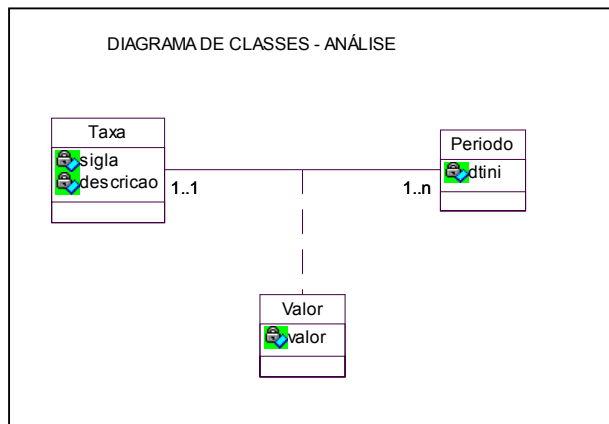 DIAGRAMA DE CLASSES - ANÁLISE
Taxa
sigla
descricao
1..1
Periodo
dtini
1..n
Valor
valor